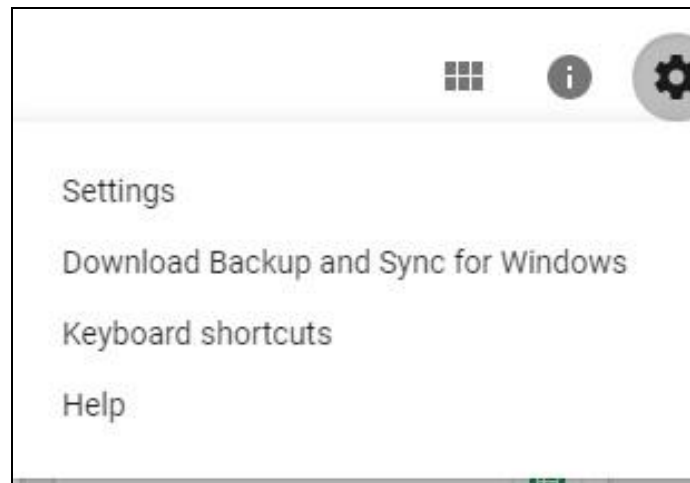 Settings
Download Backup and Sync for Windows
Keyboard shortcuts
Help